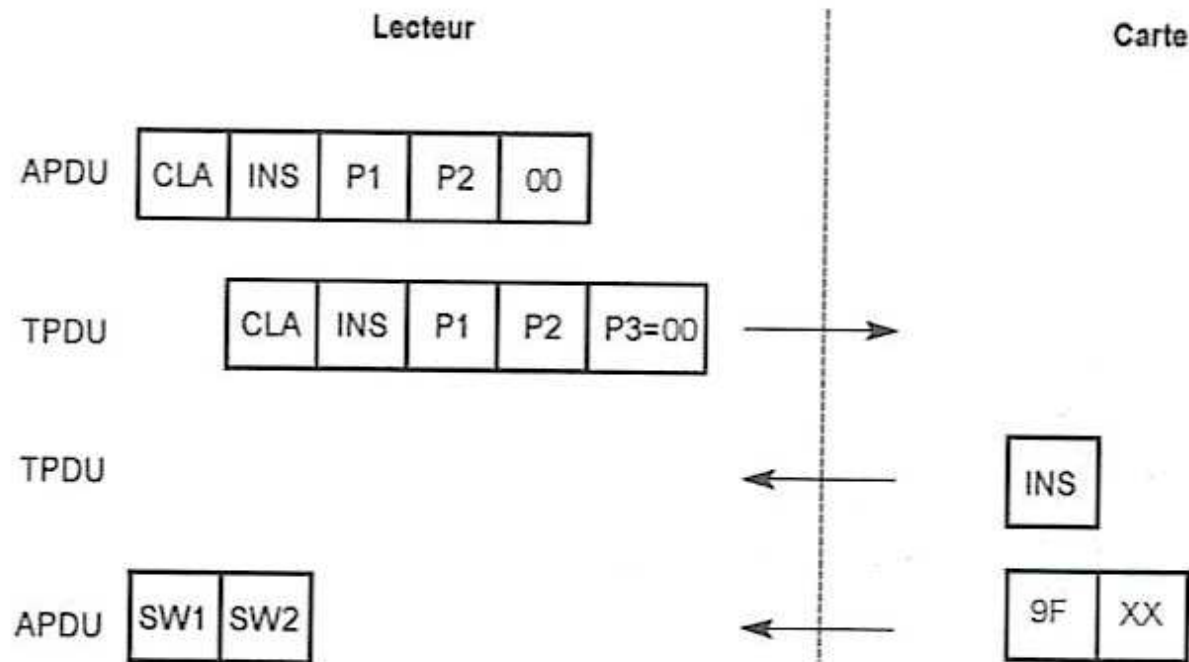 Lecteur Carte
APDU CLA INS P1 P2 00
TPDU CLA INS P1 P2 P3=00
TPDU INS
APDU SW1 SW2 9F XX